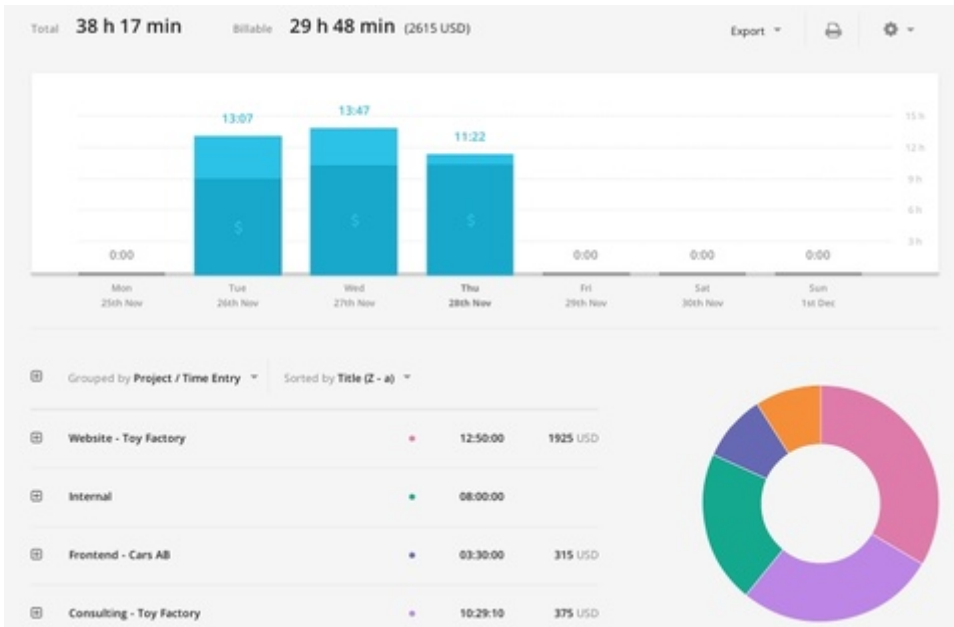 Total 38 h 17 min Billable 29 h 48 min (2615 USD) Export
13:07 13:47 11:22
15 h
12 h
9 h
6 h
3 h
0:00 0:00 0:00 0:00
$ $ $
Mon Tue Wed Thu Fri Sat Sun
25th Nov 26th Nov 27th Nov 28th Nov 29th Nov 30th Nov 1st Dec
Grouped by Project / Time Entry Sorted by Title (Z - a)
Website - Toy Factory 12:50:00 1925 USD
Internal 08:00:00
Frontend - Cars AB 03:30:00 315 USD
Consulting - Toy Factory 10:29:10 375 USD